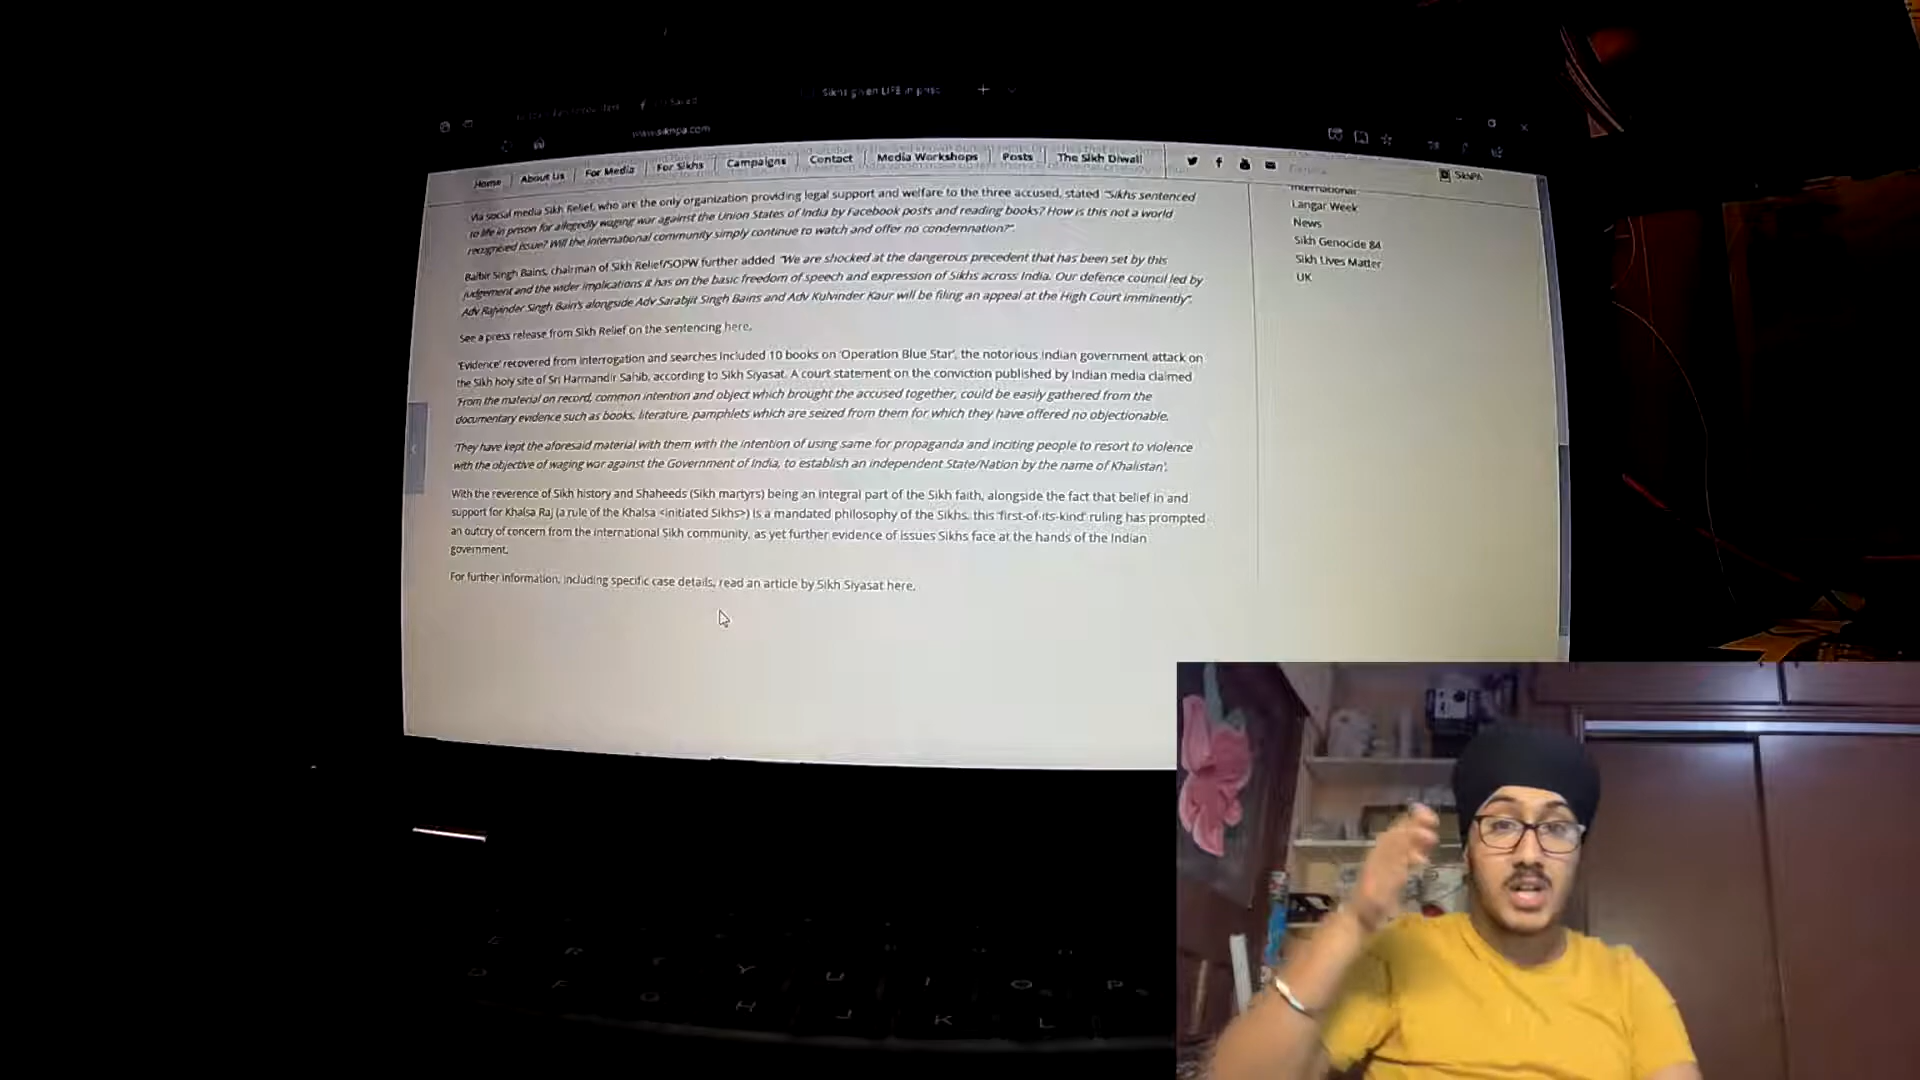 Sikhs given LIFE in priso
www.sikhpa.com
Home About Us For Media For Sikhs Campaigns Contact Media Workshops Posts The Sikh Diwali
SikhPA
Via social media Sikh Relief, who are the only organization providing legal support and welfare to the three accused, stated "Sikhs sentenced
to life in prison for allegedly waging war against the Union States of India by Facebook posts and reading books? How is this not a world
recognised issue? Will the international community simply continue to watch and offer no condemnation?".
Balbir Singh Bains, chairman of Sikh Relief/SOPW further added "We are shocked at the dangerous precedent that has been set by this
judgement and the wider implications it has on the basic freedom of speech and expression of Sikhs across India. Our defence council led by
Adv Rajvinder Singh Bains alongside Adv Sarabjit Singh Bains and Adv Kulvinder Kaur will be filing an appeal at the High Court imminently".
See a press release from Sikh Relief on the sentencing here.
'Evidence' recovered from interrogation and searches included 10 books on 'Operation Blue Star', the notorious Indian government attack on
the Sikh holy site of Sri Harmandir Sahib, according to Sikh Siyasat. A court statement on the conviction published by Indian media claimed
'From the material on record, common intention and object which brought the accused together, could be easily gathered from the
documentary evidence such as books, literature, pamphlets which are seized from them for which they have offered no objectionable.
'They have kept the aforesaid material with them with the intention of using same for propaganda and inciting people to resort to violence
with the objective of waging war against the Government of India, to establish an independent State/Nation by the name of Khalistan'.
With the reverence of Sikh history and Shaheeds (Sikh martyrs) being an integral part of the Sikh faith, alongside the fact that belief in and
support for Khalsa Raj (a rule of the Khalsa <initiated Sikhs>) is a mandated philosophy of the Sikhs, this 'first-of-its-kind' ruling has prompted
an outcry of concern from the international Sikh community, as yet further evidence of issues Sikhs face at the hands of the Indian
government.
For further information, including specific case details, read an article by Sikh Siyasat here.
International
Langar Week
News
Sikh Genocide 84
Sikh Lives Matter
UK
Y U I O P
H J K L